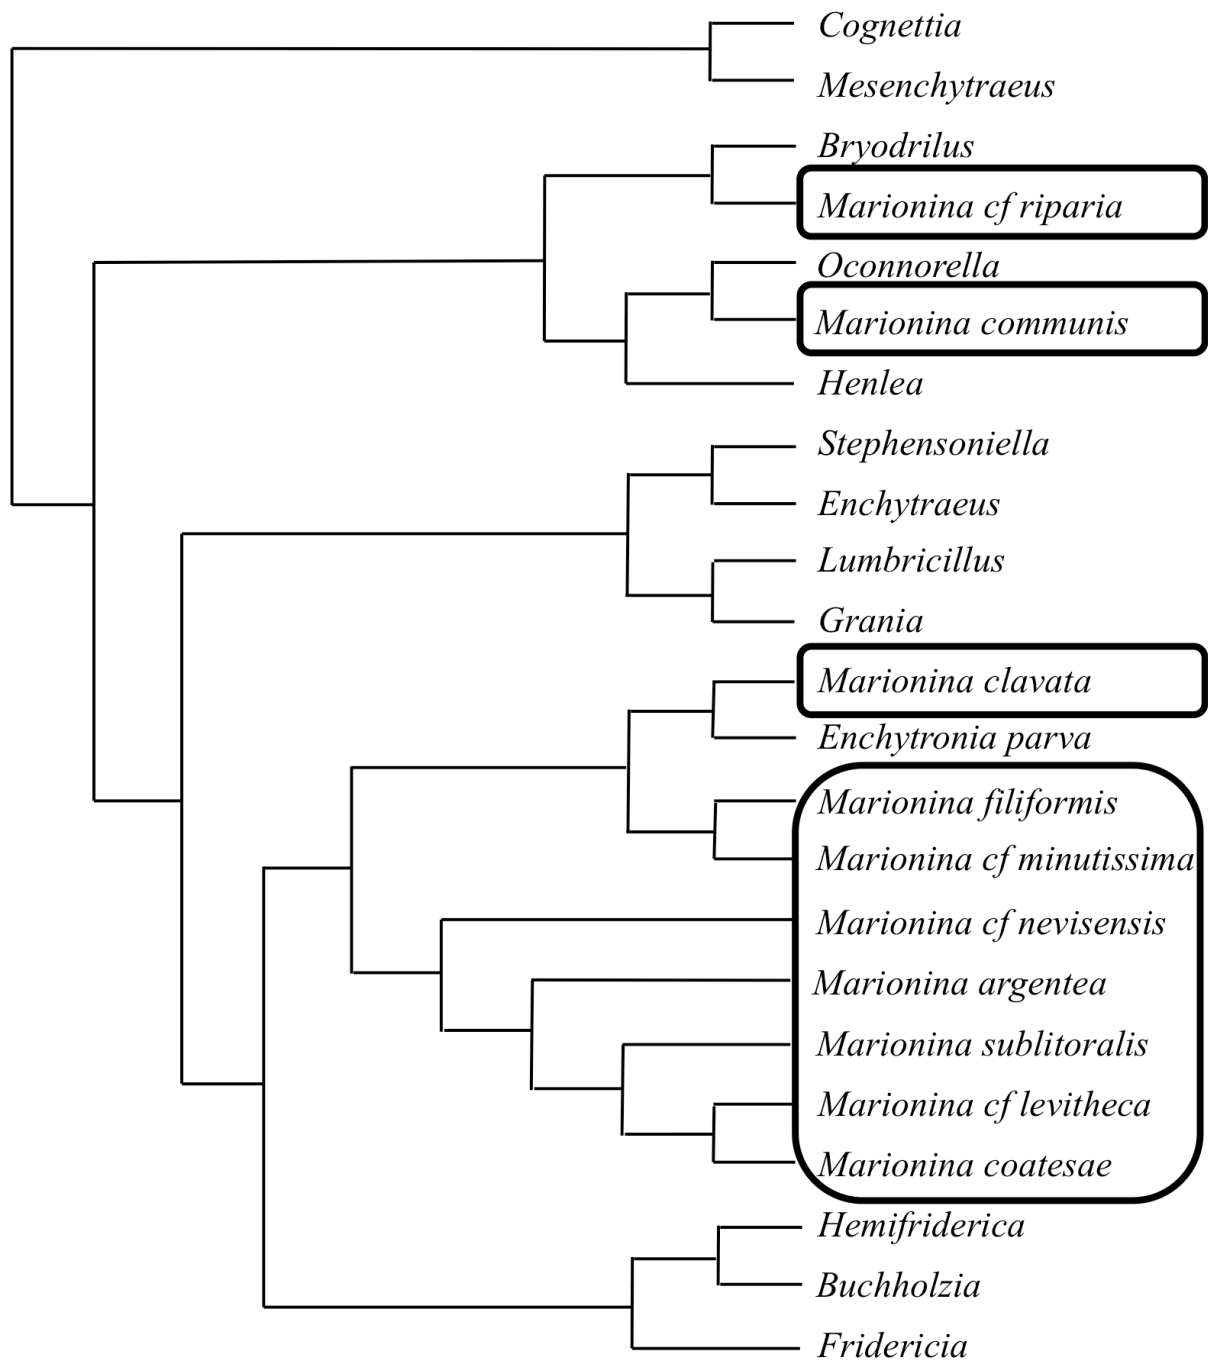 Cognettia
Mesenchytraeus
Bryodrilus
Marionina cf riparia
Oconnorella
Marionina communis
Henlea
Stephensoniella
Enchytraeus
Lumbricillus
Grania
Marionina clavata
Enchytronia parva
Marionina filiformis
Marionina cf minutissima
Marionina cf nevisensis
Marionina argentea
Marionina sublitoralis
Marionina cf levitheca
Marionina coatesae
Hemifriderica
Buchholzia
Fridericia